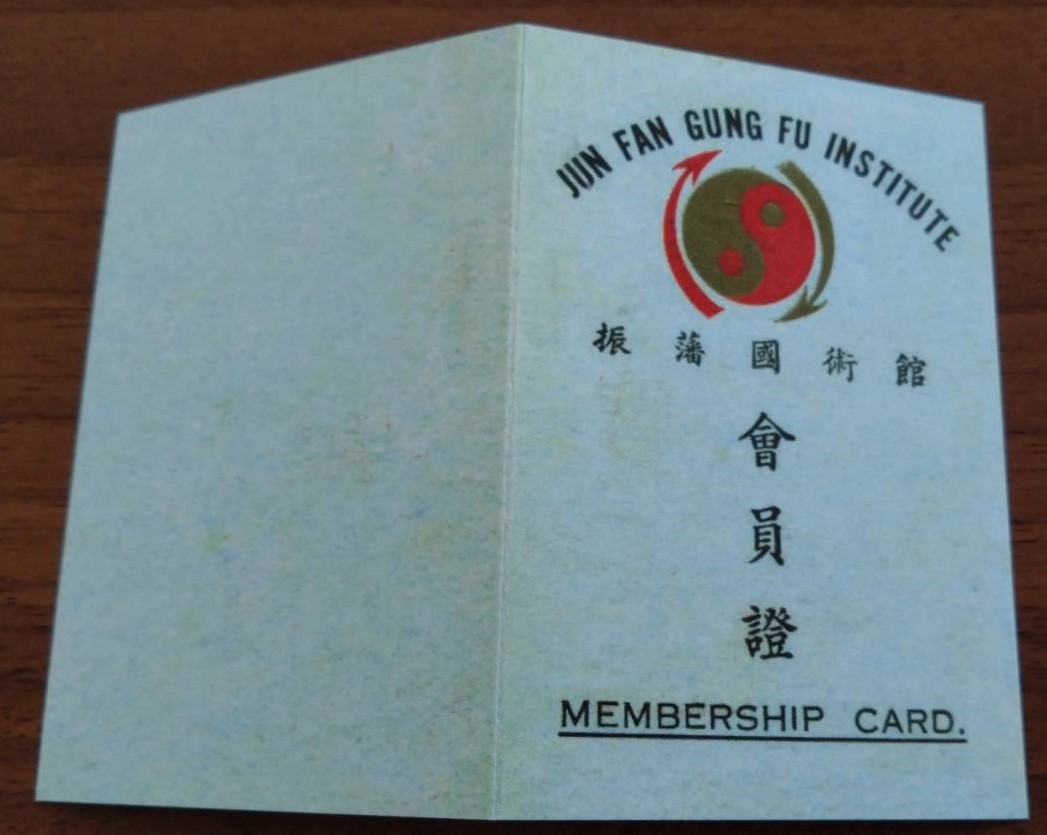 JUN FAN GUNG FU INSTITUTE
振藩國術館
會員證
MEMBERSHIP CARD.